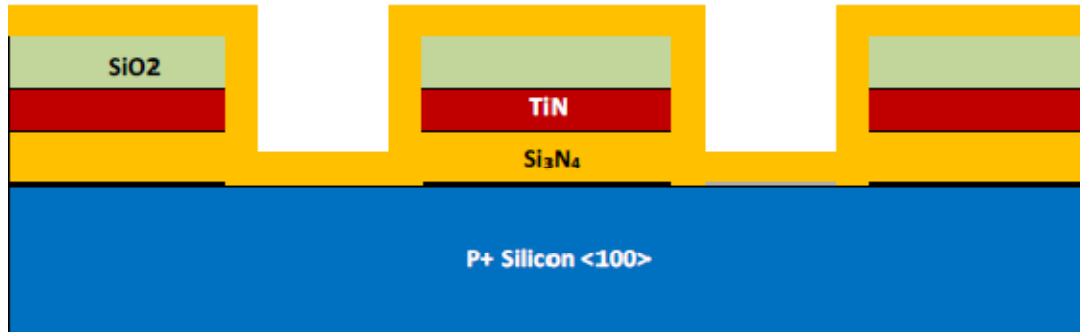 SiO2
TiN
Si₃N₄
P+ Silicon <100>